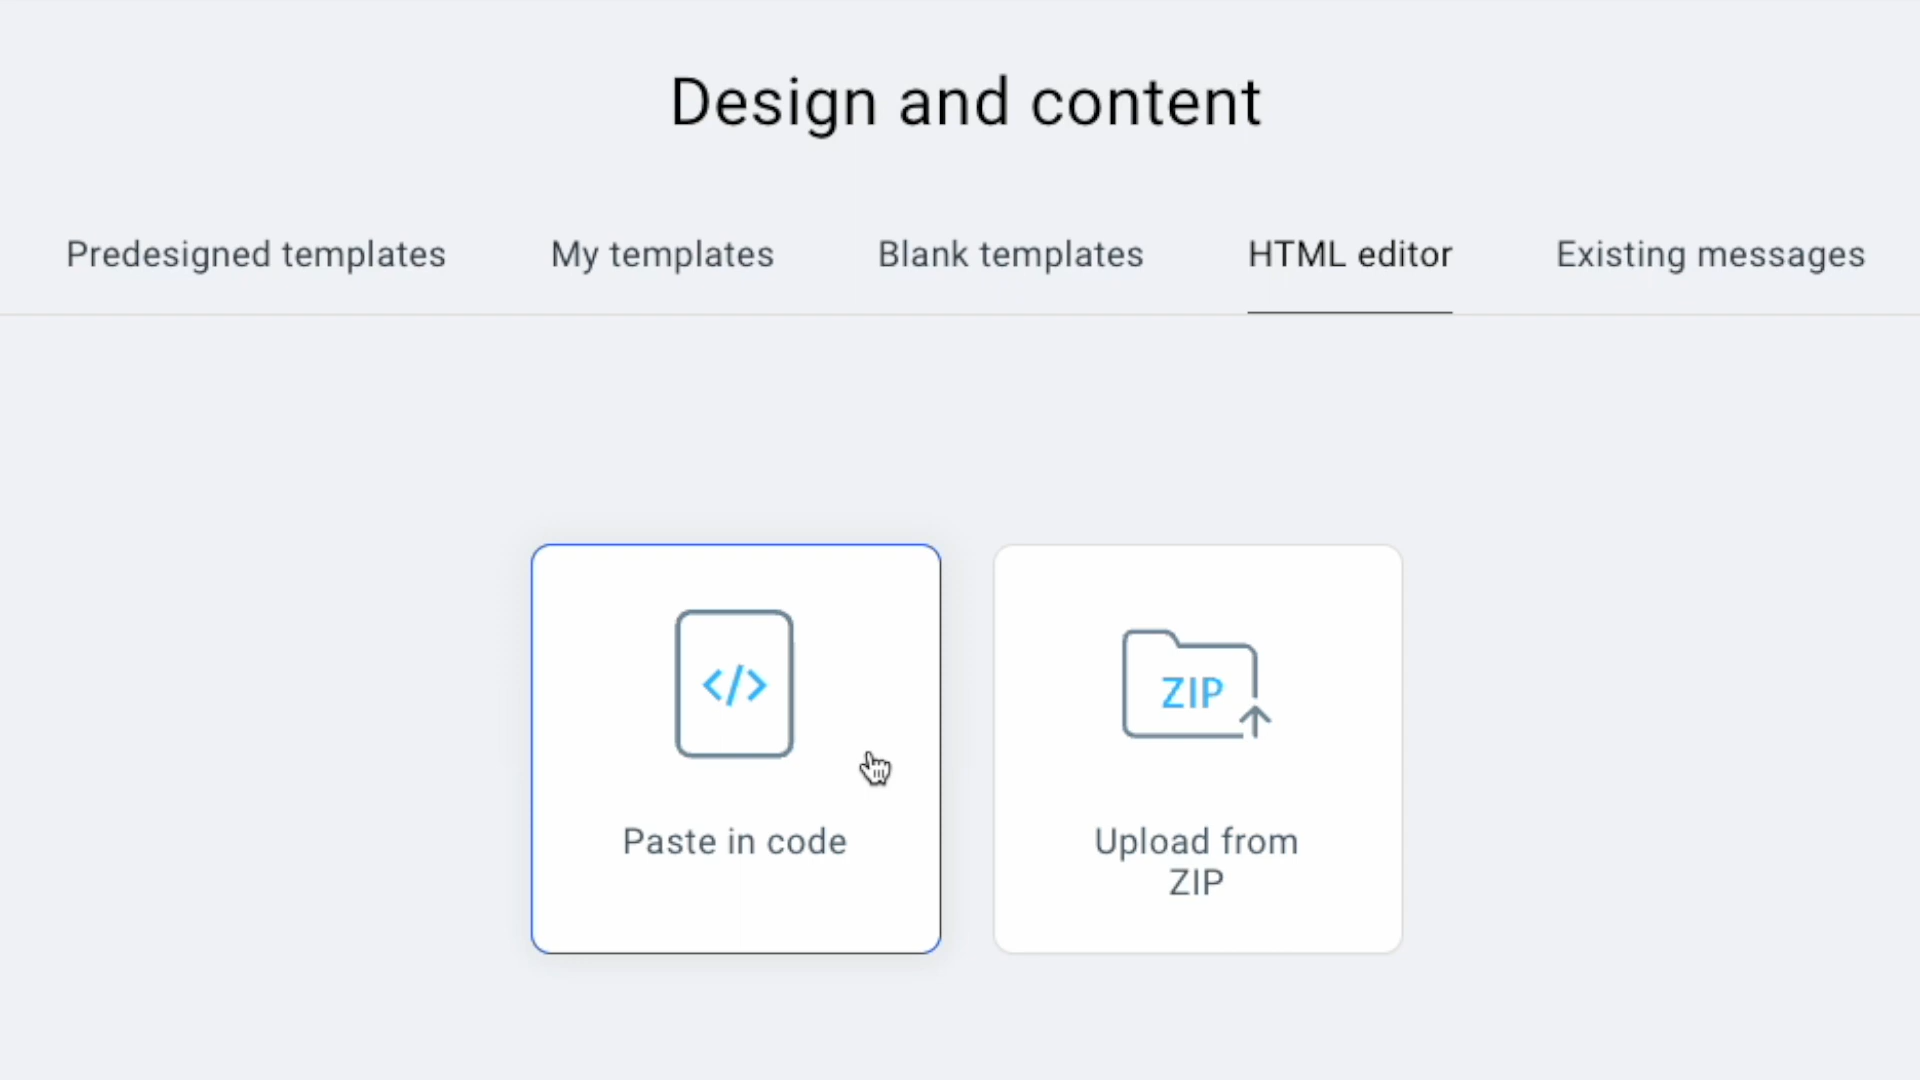 Design and content
Predesigned templates My templates Blank templates HTML editor Existing messages
</>
ZIP
Paste in code
Upload from
ZIP